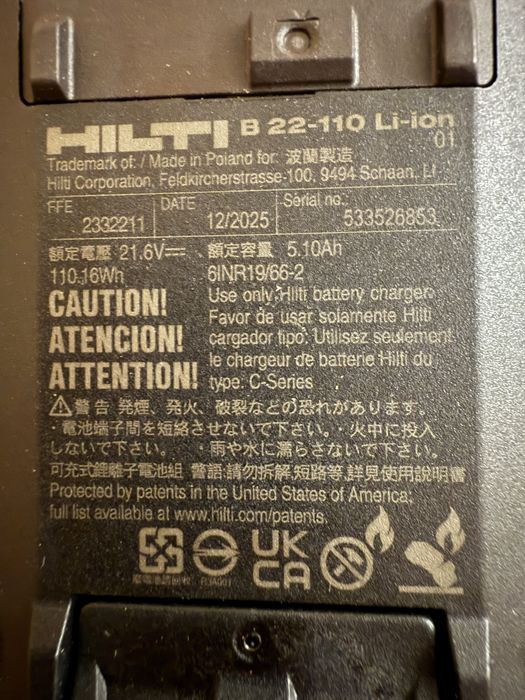 HILTI B 22-110 Li-ion
01
Trademark of: / Made in Poland for: 波蘭製造
Hilti Corporation, Feldkircherstrasse-100, 9494 Schaan, LI
FFE 2332211 DATE 12/2025 Serial no. 533526853
額定電壓 21.6V⎓ 額定容量 5.10Ah
110.16Wh 6INR19/66-2
CAUTION!
ATENCION!
ATTENTION!
Use only Hilti battery charger.
Favor de usar solamente Hilti
cargador tipo: Utilisez seulement
le chargeur de batterie Hilti du
type: C-Series
⚠警告 発煙、発火、破裂などの恐れがあります。
・電池端子間を短絡させないで下さい。・火中に投入
しないで下さい。 ・雨や水に漏らさないで下さい。
可充式鋰離子電池組 警語:請勿拆解,短路等,詳見使用說明書
Protected by patents in the United States of America;
full list available at www.hilti.com/patents.
UK
CA
廢電池請回收 R3A001